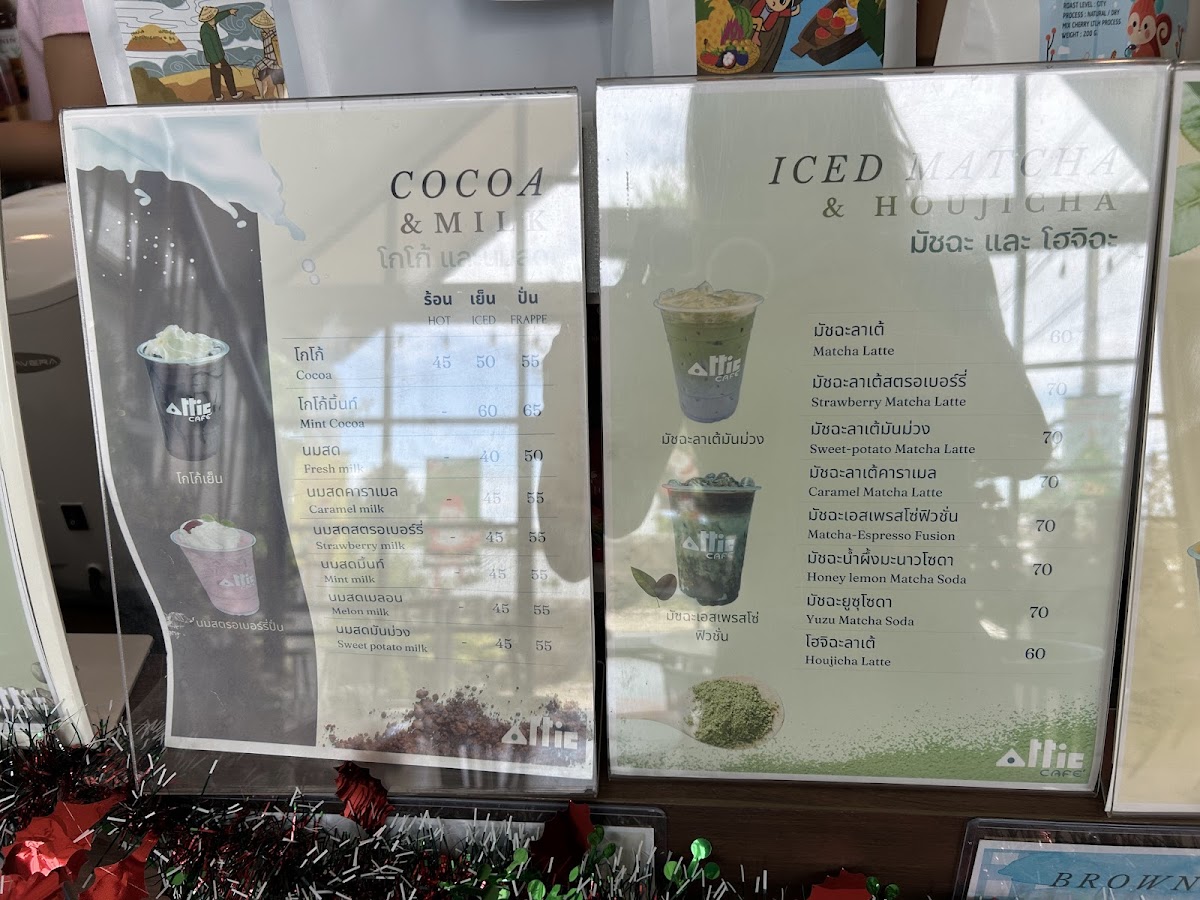 ROAST LEVEL : CITY
PROCESS : NATURAL / DRY
WEIGHT : 200 G
COCOA
& MILK
โกโก้ และ นมสด
ร้อน เย็น ปั่น
HOT ICED FRAPPE
โกโก้ 45 50 55
Cocoa
โกโก้มิ้นท์ - 60 65
Mint Cocoa
นมสด - 40 50
Fresh milk
นมสดคาราเมล 45 55
Caramel milk
นมสดสตรอเบอร์รี่ - 45 55
Strawberry milk
นมสดมิ้นท์ - 45 55
Mint milk
นมสดเมลอน - 45 55
Melon milk
นมสดมันม่วง - 45 55
Sweet potato milk
attic
CAFE
โกโก้เย็น
attic
นมสตรอเบอร์รี่ปั่น
attic
ICED MATCHA
& HOUJICHA
มัชฉะ และ โฮจิฉะ
มัชฉะลาเต้ 60
Matcha Latte
มัชฉะลาเต้สตรอเบอร์รี่ 70
Strawberry Matcha Latte
มัชฉะลาเต้มันม่วง 70
Sweet-potato Matcha Latte
มัชฉะลาเต้คาราเมล 70
Caramel Matcha Latte
มัชฉะเอสเพรสโซ่ฟิวชั่น 70
Matcha-Espresso Fusion
มัชฉะน้ำผึ้งมะนาวโซดา 70
Honey lemon Matcha Soda
มัชฉะยูซุโซดา 70
Yuzu Matcha Soda
โฮจิฉะลาเต้ 60
Houjicha Latte
attic
CAFE
มัชฉะลาเต้มันม่วง
attic
CAFE
มัชฉะเอสเพรสโซ่
ฟิวชั่น
attic
CAFE
BROWN